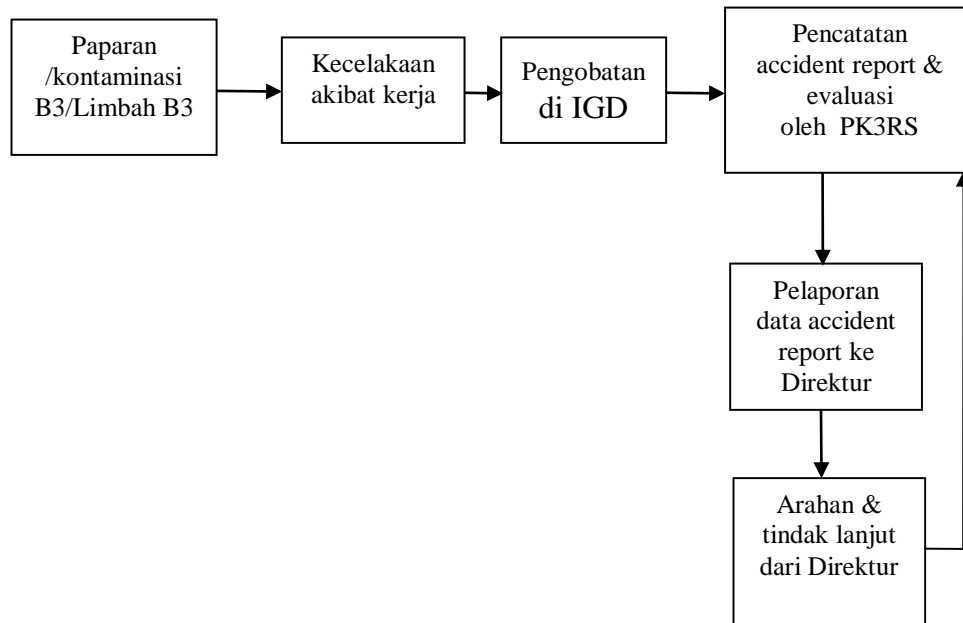 Paparan
/kontaminasi
B3/Limbah B3
Kecelakaan
akibat kerja
Pengobatan
di IGD
Pencatatan
accident report &
evaluasi
oleh PK3RS
Pelaporan
data accident
report ke
Direktur
Arahan &
tindak lanjut
dari Direktur